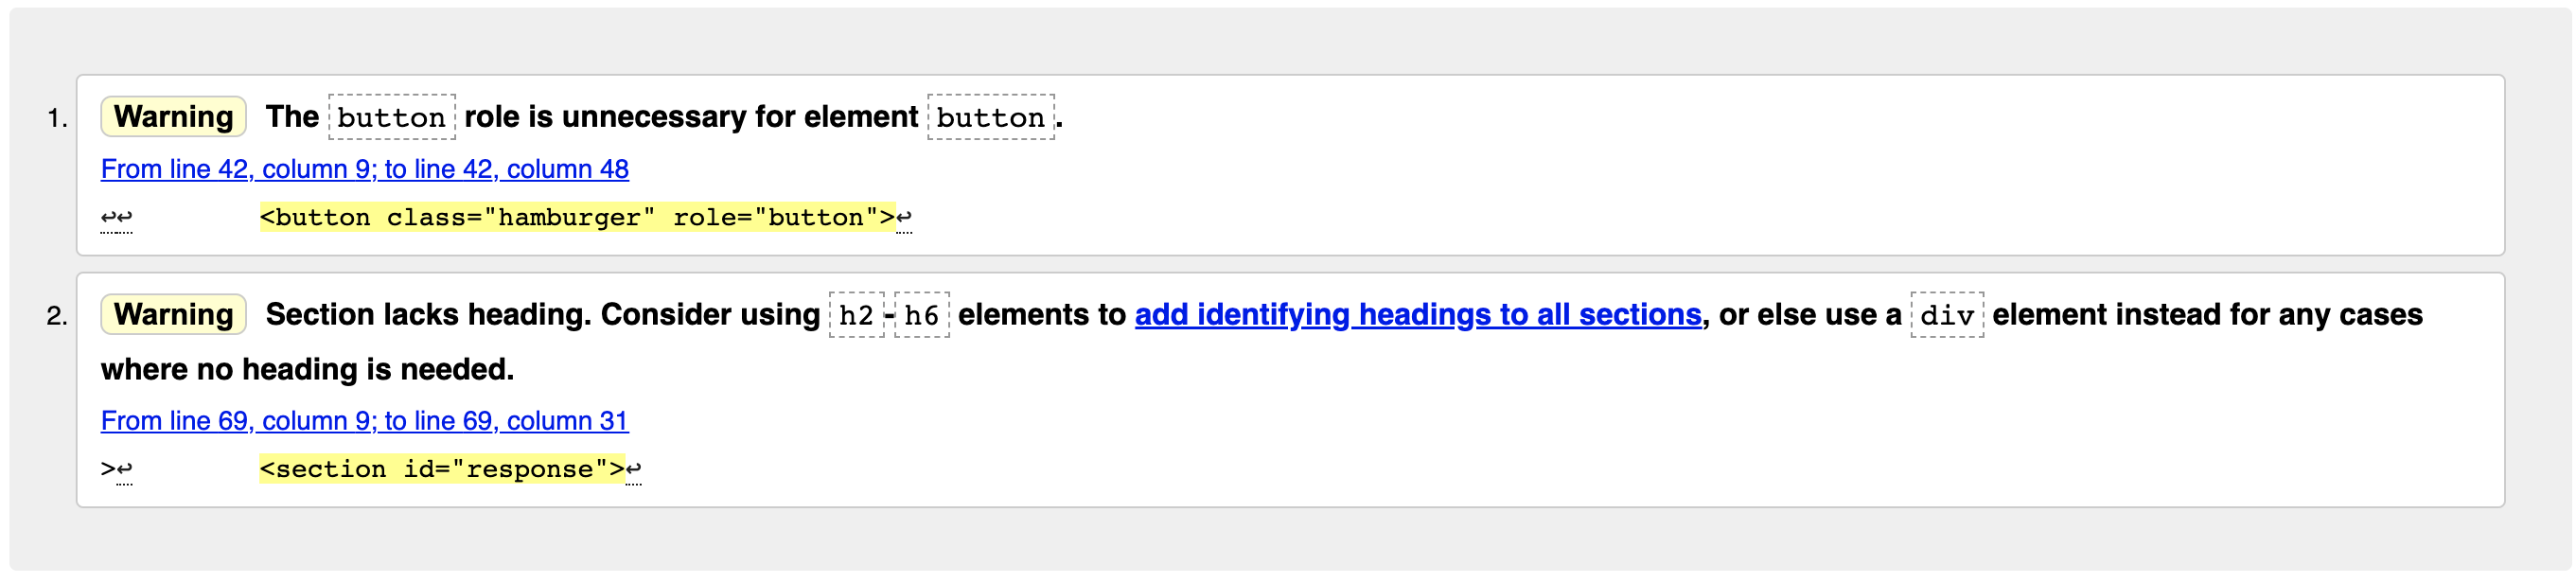 1. Warning The button role is unnecessary for element button.
From line 42, column 9; to line 42, column 48
↩↩ <button class="hamburger" role="button">↩
2. Warning Section lacks heading. Consider using h2-h6 elements to add identifying headings to all sections, or else use a div element instead for any cases
where no heading is needed.
From line 69, column 9; to line 69, column 31
>↩ <section id="response">↩